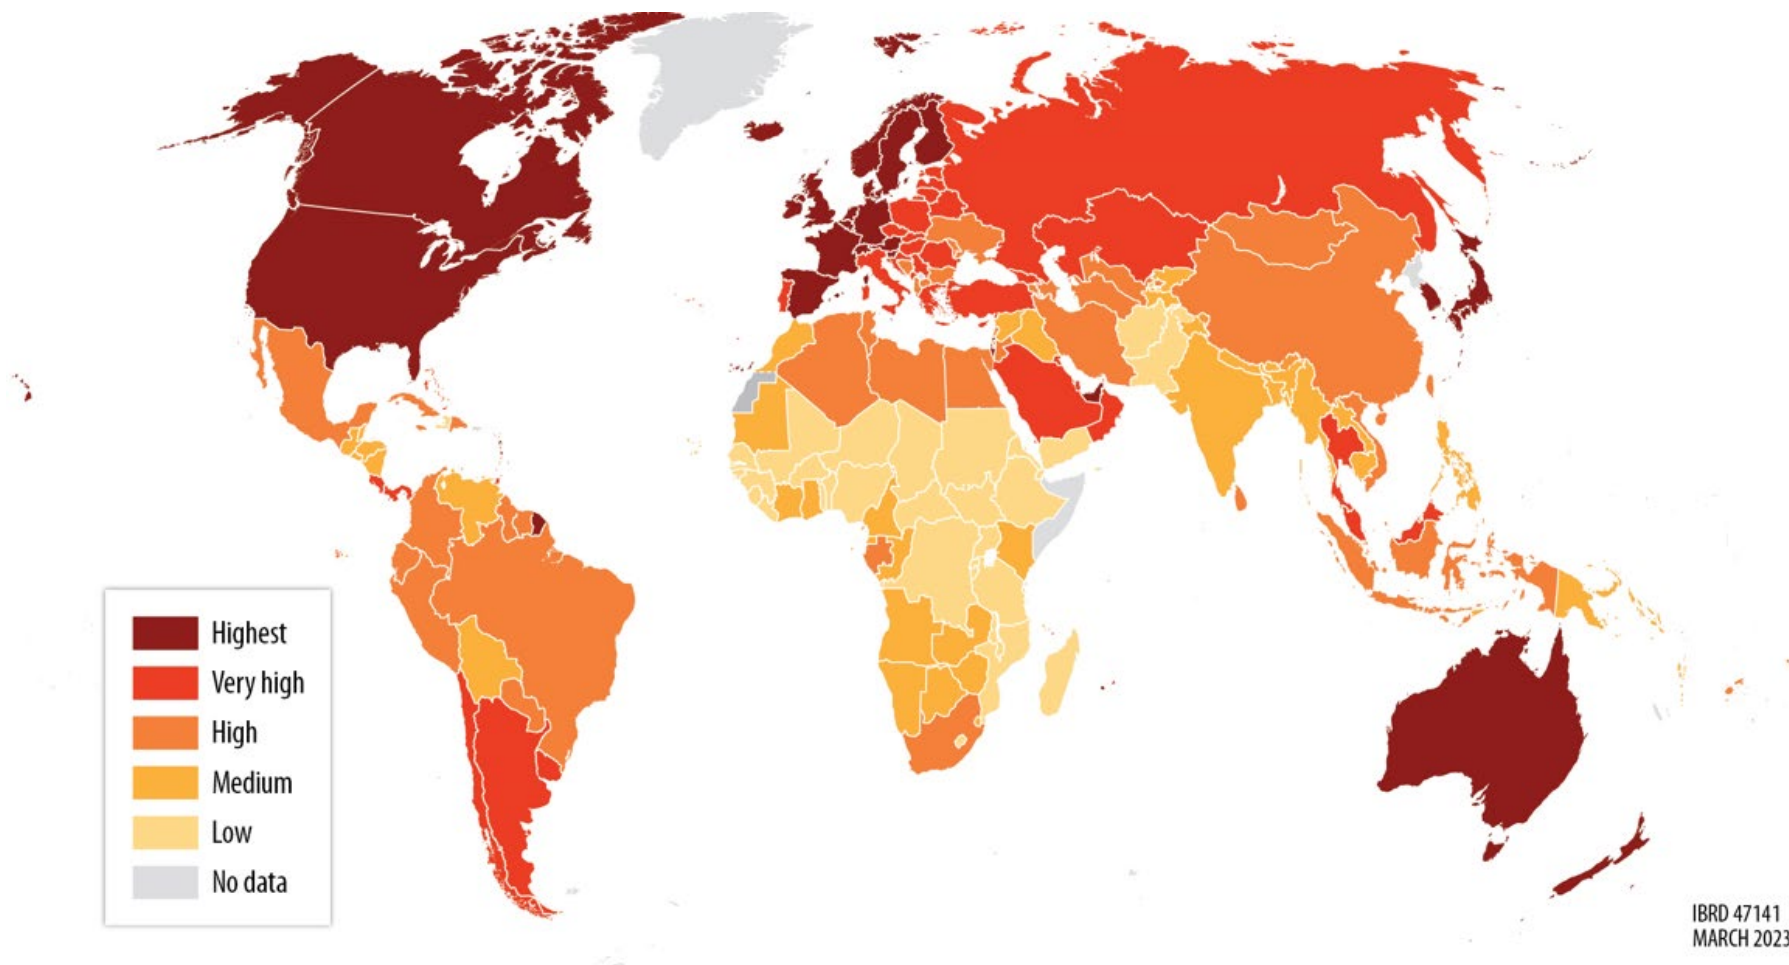 Highest
Very high
High
Medium
Low
No data
IBRD 47141
MARCH 2023